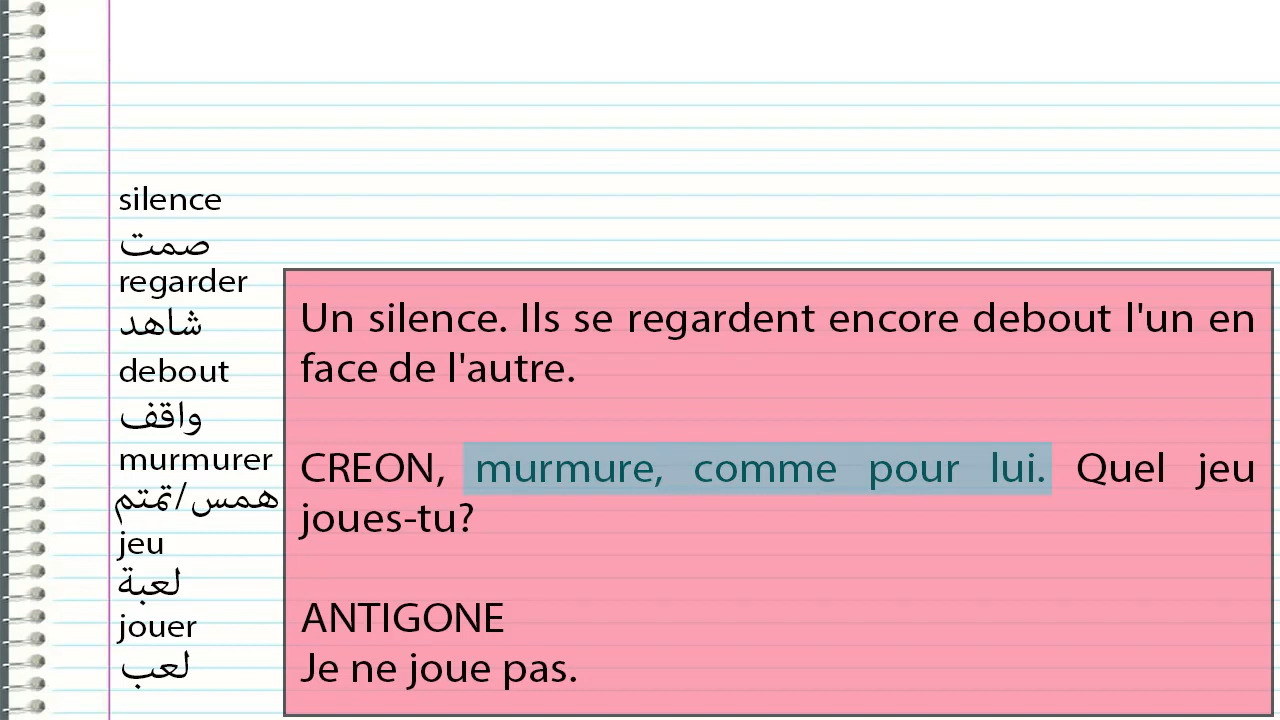 silence
صمت
regarder
شاهد
debout
واقف
murmurer
همس/تمتم
jeu
لعبة
jouer
لعب
Un silence. Ils se regardent encore debout l'un en
face de l'autre.
CREON, murmure, comme pour lui. Quel jeu
joues-tu?
ANTIGONE
Je ne joue pas.